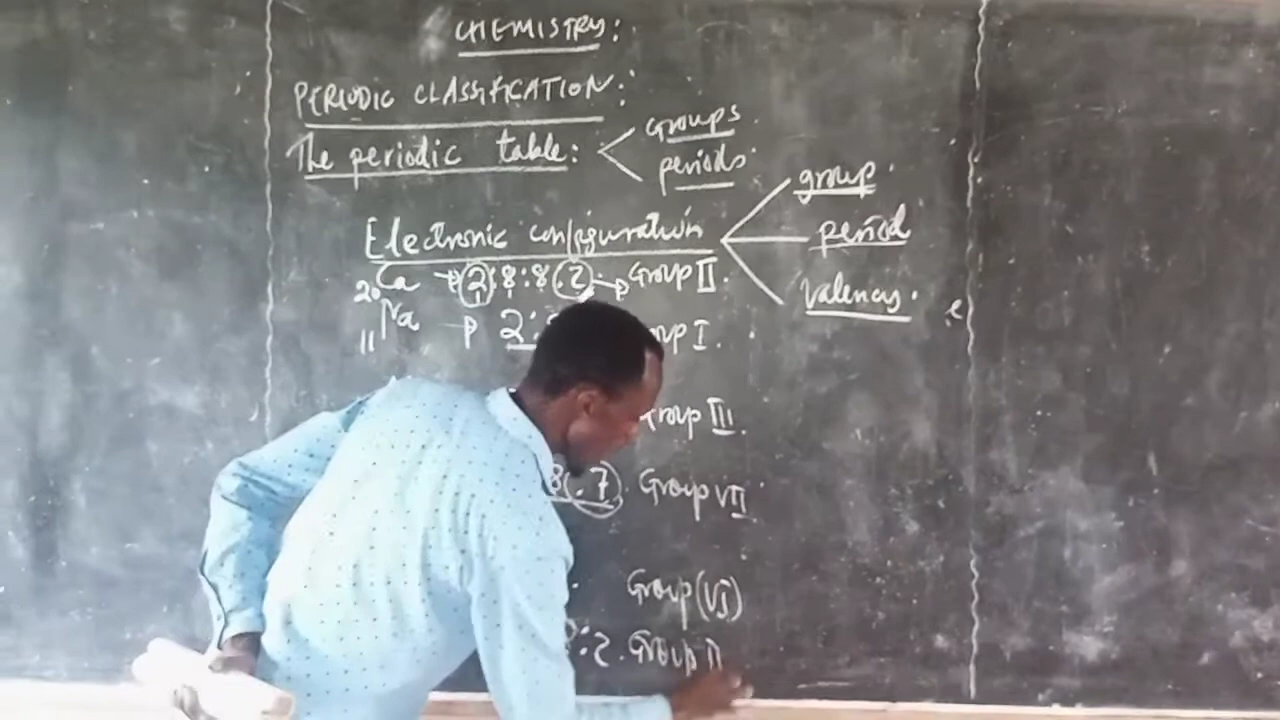 CHEMISTRY:
PERIODIC CLASSIFICATION:
The periodic table: groups
periods
Electronic configuration group
period
valency.
20Ca → 2:8:8:2 → Group II.
11Na → 2: Group I.
Group III.
8:7 Group VII
Group (VI)
:2. Group II